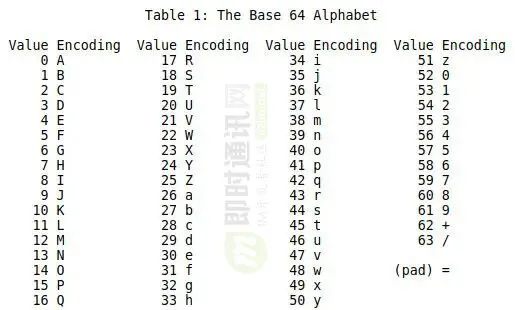 Table 1: The Base 64 Alphabet
Value Encoding Value Encoding Value Encoding Value Encoding
0 A 17 R 34 i 51 z
1 B 18 S 35 j 52 0
2 C 19 T 36 k 53 1
3 D 20 U 37 l 54 2
4 E 21 V 38 m 55 3
5 F 22 W 39 n 56 4
6 G 23 X 40 o 57 5
7 H 24 Y 41 p 58 6
8 I 25 Z 42 q 59 7
9 J 26 a 43 r 60 8
10 K 27 b 44 s 61 9
11 L 28 c 45 t 62 +
12 M 29 d 46 u 63 /
13 N 30 e 47 v
14 O 31 f 48 w (pad) =
15 P 32 g 49 x
16 Q 33 h 50 y
即时通讯网